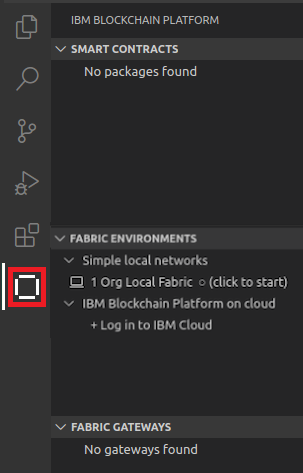 IBM BLOCKCHAIN PLATFORM
SMART CONTRACTS
No packages found
FABRIC ENVIRONMENTS
Simple local networks
1 Org Local Fabric ○ (click to start)
IBM Blockchain Platform on cloud
+ Log in to IBM Cloud
FABRIC GATEWAYS
No gateways found